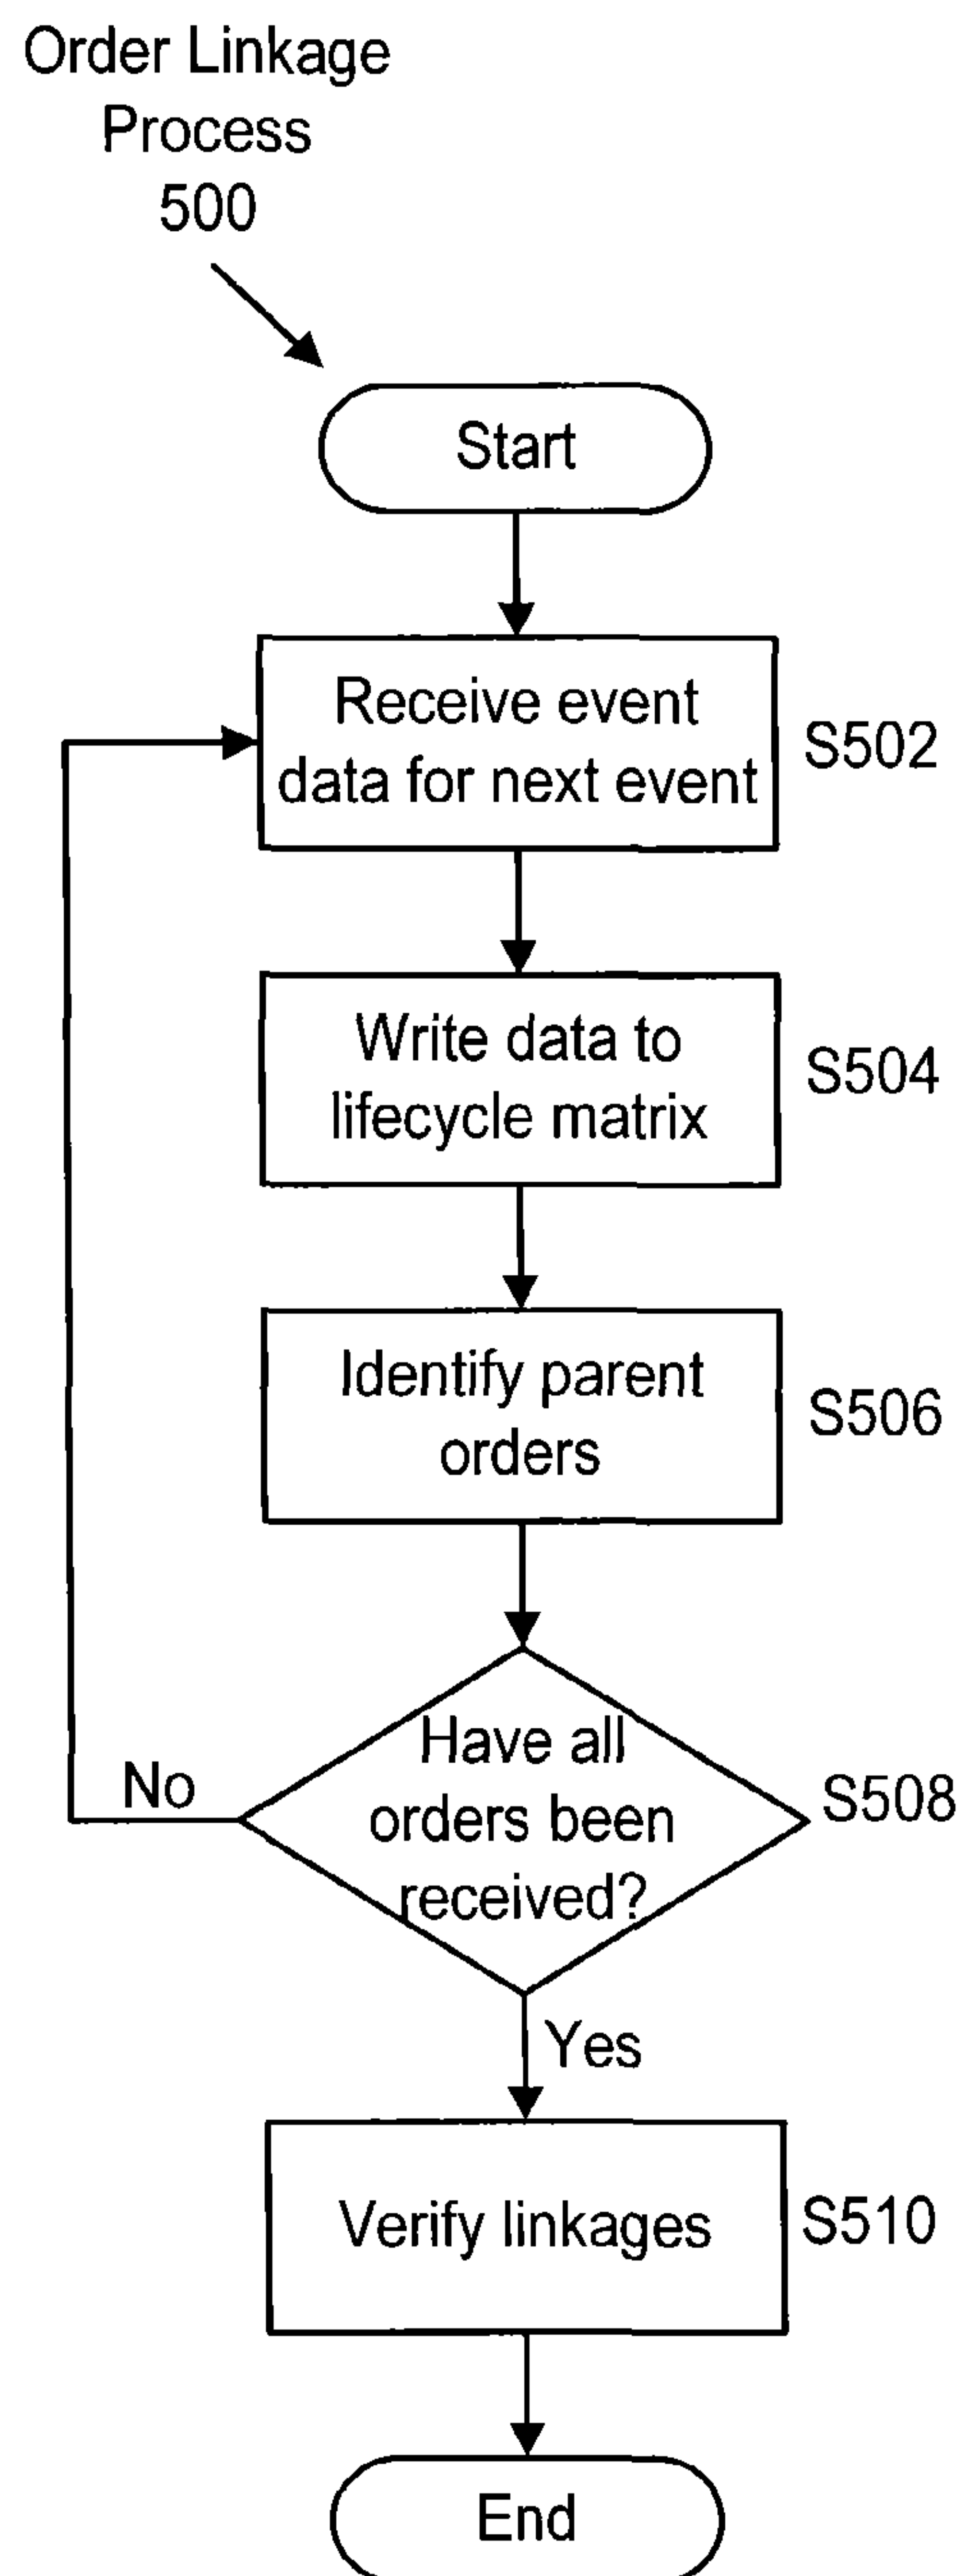 Order Linkage
Process
500
Start
Receive event
data for next event
S502
Write data to
lifecycle matrix
S504
Identify parent
orders
S506
Have all
orders been
received?
S508
No
Yes
Verify linkages
S510
End